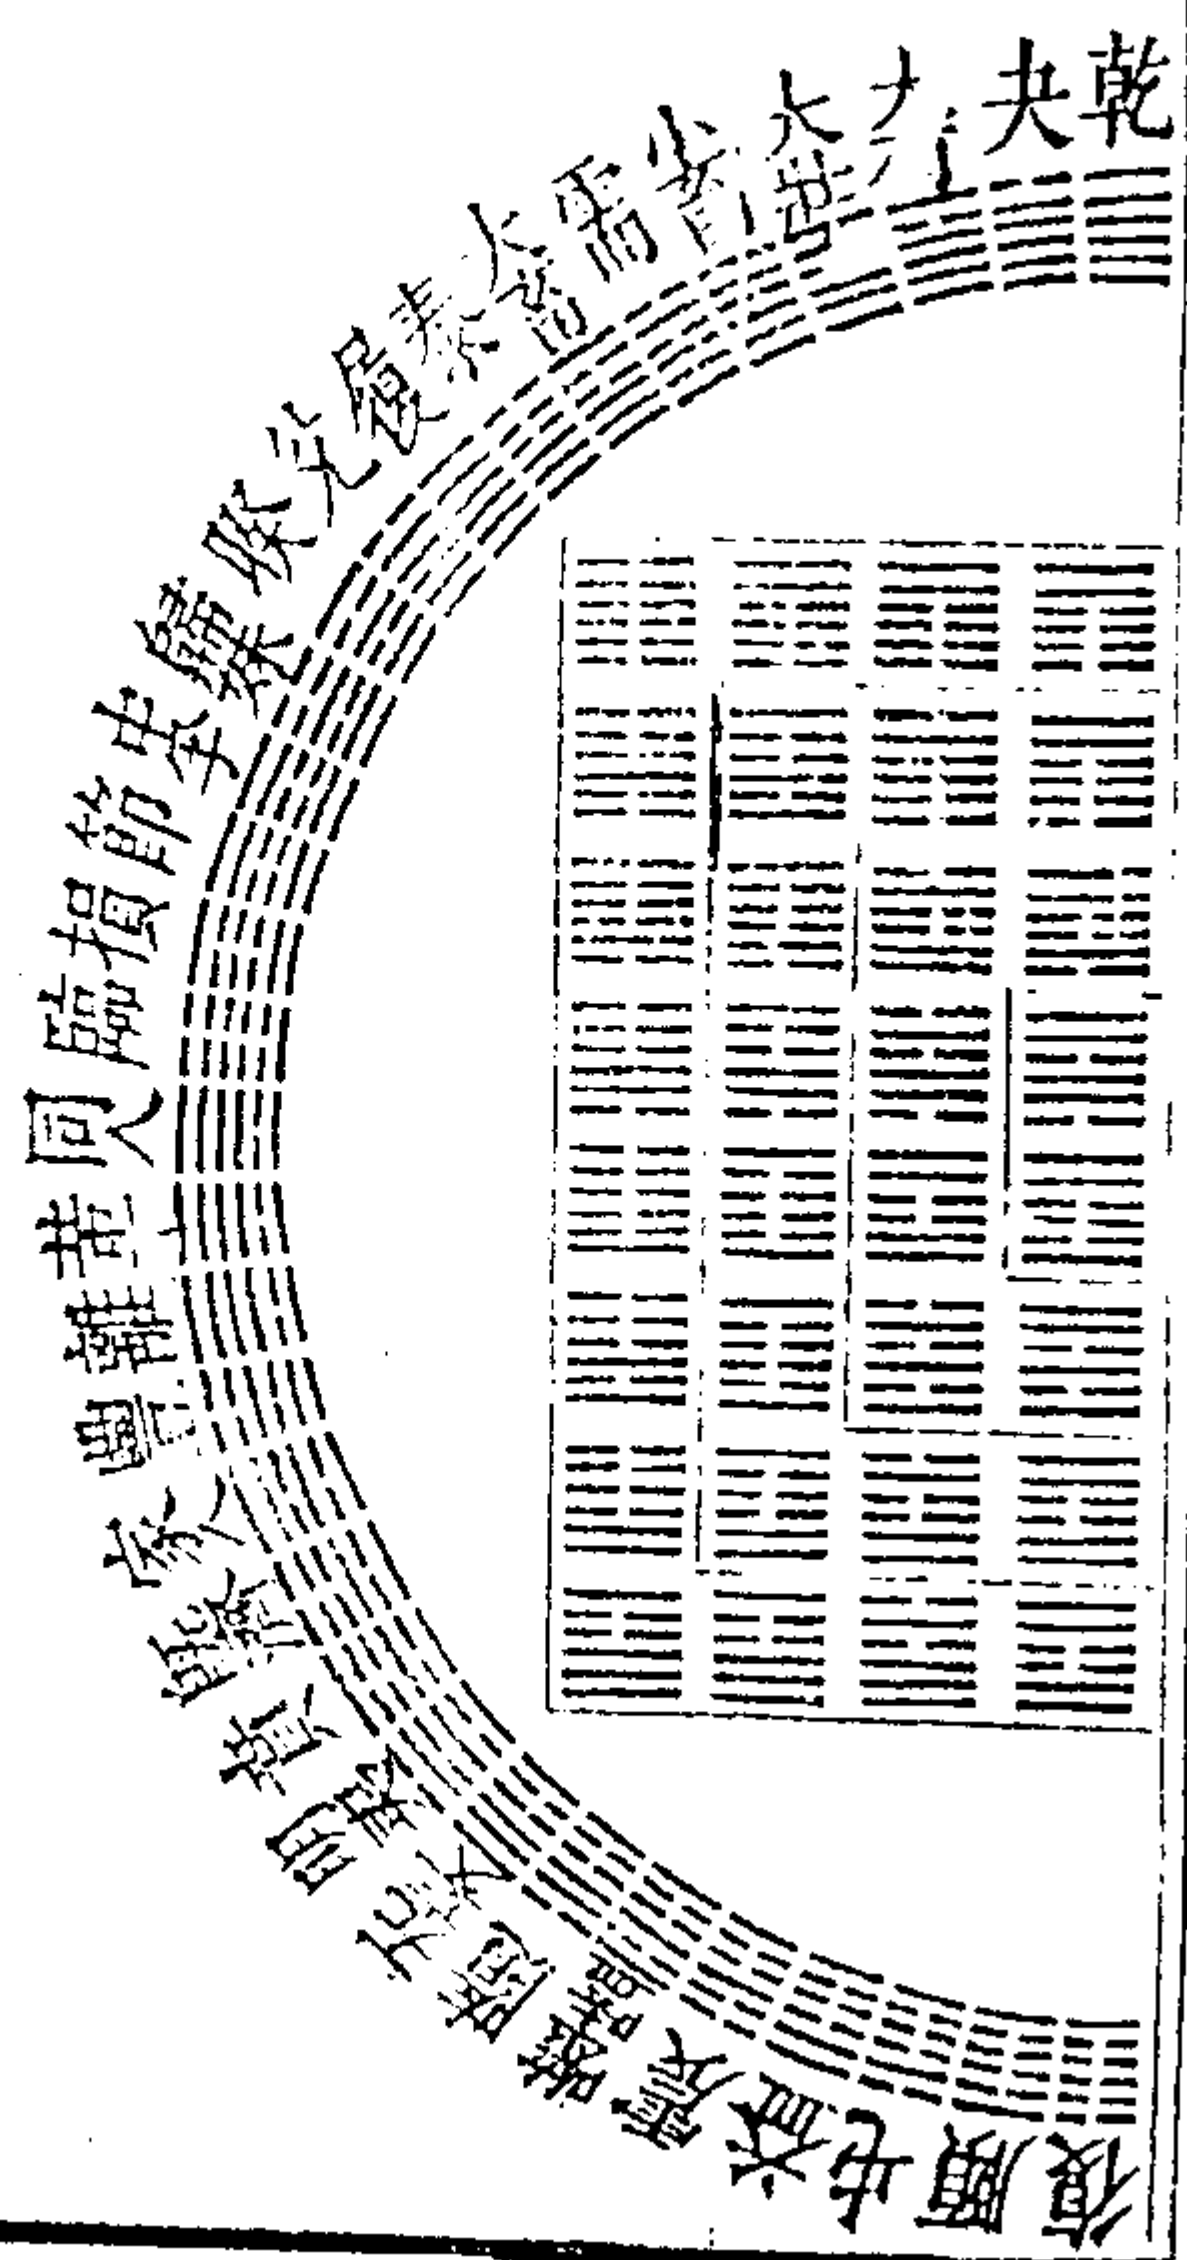 乾
夬
大有
大壯
小畜
需
大畜
泰
履
兌
睽
歸妹
中孚
節
損
臨
同人
革
離
豐
家人
既濟
賁
明夷
无妄
隨
噬嗑
震
益
屯
頤
復